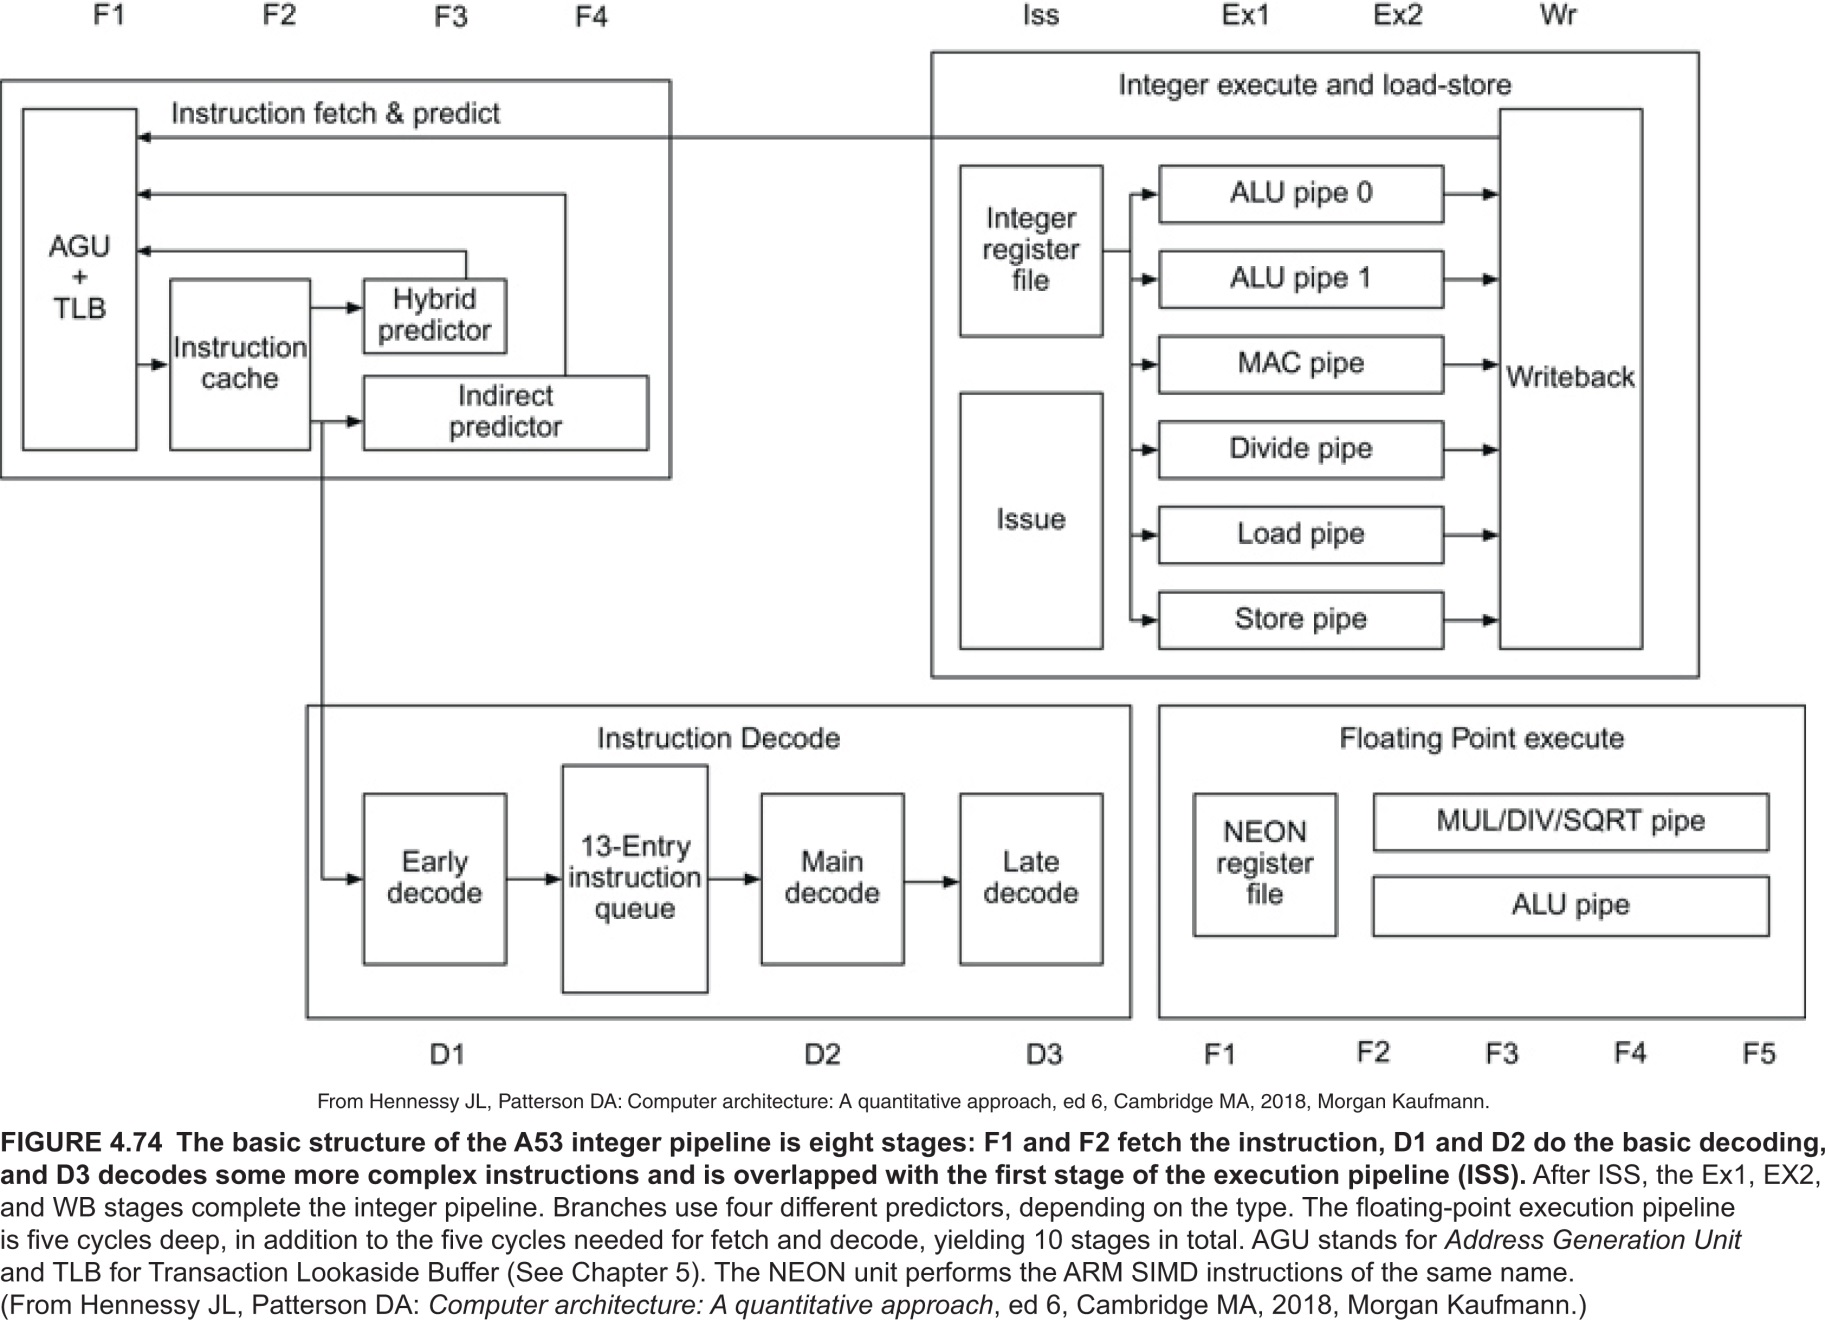 F1 F2 F3 F4 Iss Ex1 Ex2 Wr
Instruction fetch & predict
AGU
+
TLB
Instruction
cache
Hybrid
predictor
Indirect
predictor
Integer execute and load-store
Integer
register
file
Issue
ALU pipe 0
ALU pipe 1
MAC pipe
Divide pipe
Load pipe
Store pipe
Writeback
Instruction Decode
Early
decode
13-Entry
instruction
queue
Main
decode
Late
decode
Floating Point execute
NEON
register
file
MUL/DIV/SQRT pipe
ALU pipe
D1 D2 D3 F1 F2 F3 F4 F5
From Hennessy JL, Patterson DA: Computer architecture: A quantitative approach, ed 6, Cambridge MA, 2018, Morgan Kaufmann.
FIGURE 4.74 The basic structure of the A53 integer pipeline is eight stages: F1 and F2 fetch the instruction, D1 and D2 do the basic decoding,
and D3 decodes some more complex instructions and is overlapped with the first stage of the execution pipeline (ISS). After ISS, the Ex1, EX2,
and WB stages complete the integer pipeline. Branches use four different predictors, depending on the type. The floating-point execution pipeline
is five cycles deep, in addition to the five cycles needed for fetch and decode, yielding 10 stages in total. AGU stands for Address Generation Unit
and TLB for Transaction Lookaside Buffer (See Chapter 5). The NEON unit performs the ARM SIMD instructions of the same name.
(From Hennessy JL, Patterson DA: Computer architecture: A quantitative approach, ed 6, Cambridge MA, 2018, Morgan Kaufmann.)